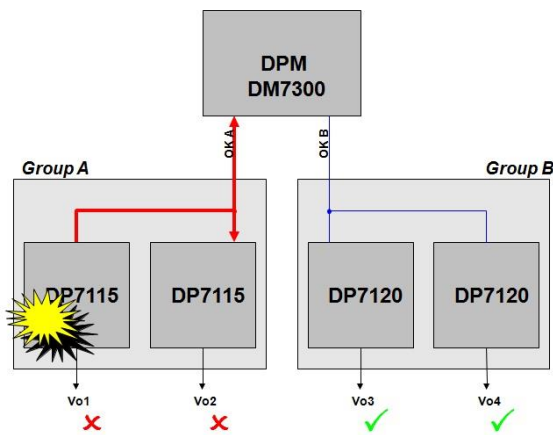 DPM
DM7300
OK A
OK B
Group A
Group B
DP7115
DP7115
DP7120
DP7120
Vo1
Vo2
Vo3
Vo4